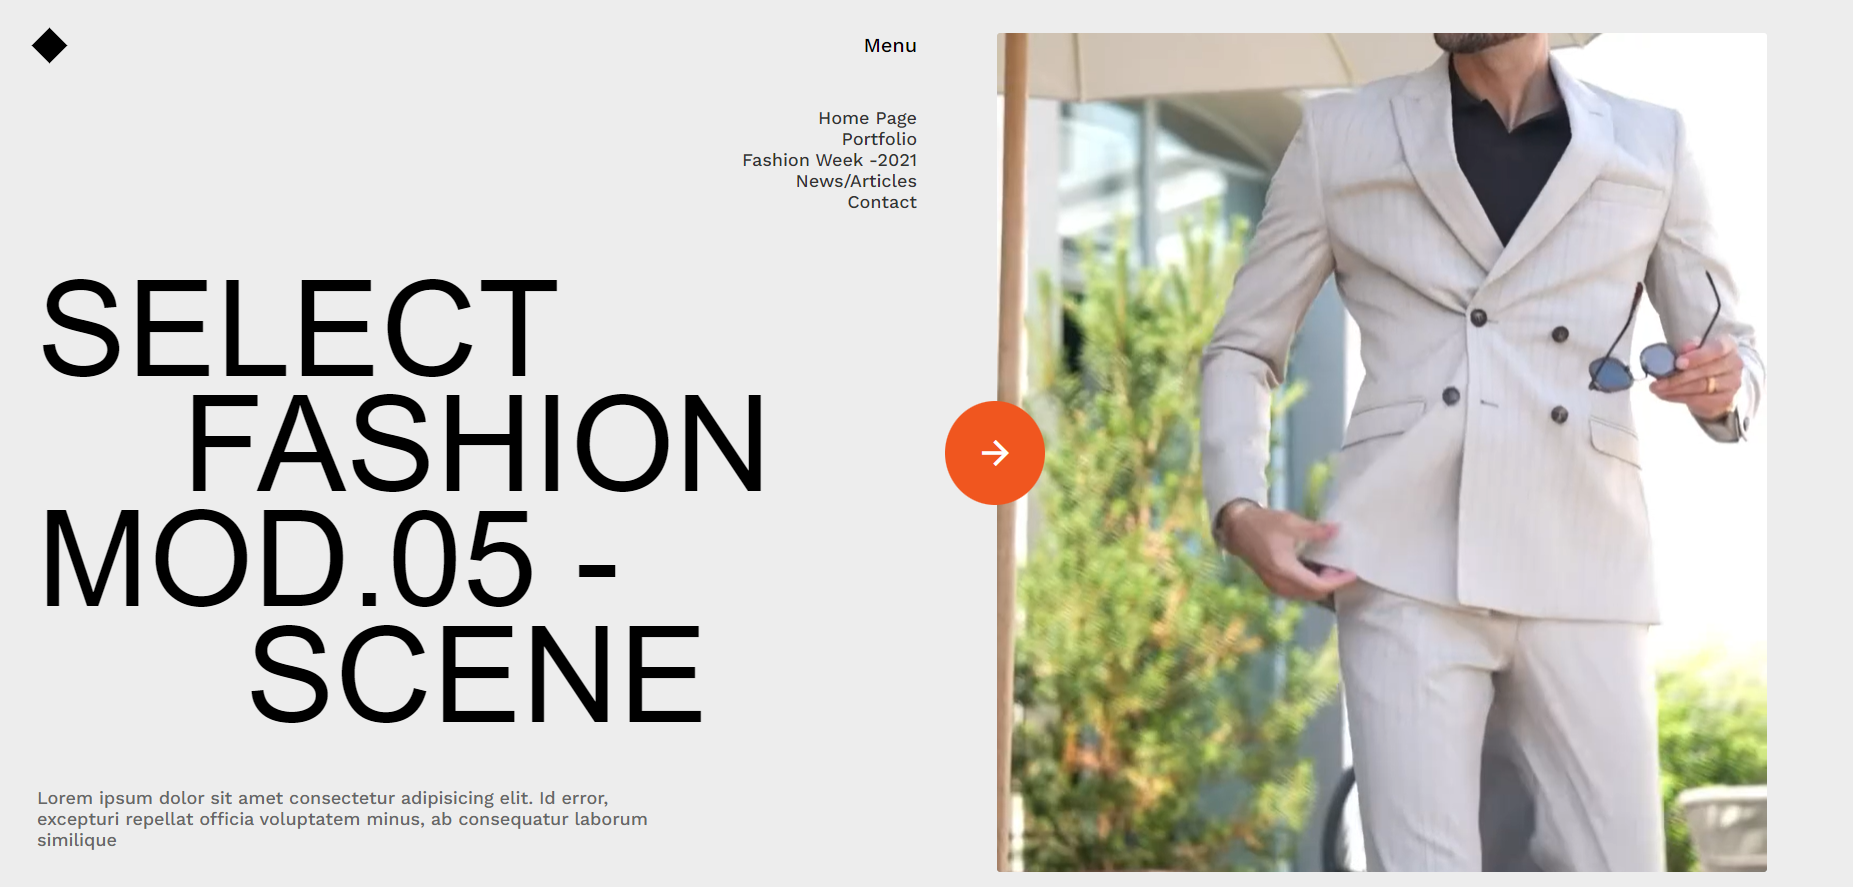 Menu
Home Page
Portfolio
Fashion Week -2021
News/Articles
Contact
SELECT
FASHION
MOD.05 -
SCENE
Lorem ipsum dolor sit amet consectetur adipisicing elit. Id error,
excepturi repellat officia voluptatem minus, ab consequatur laborum
similique